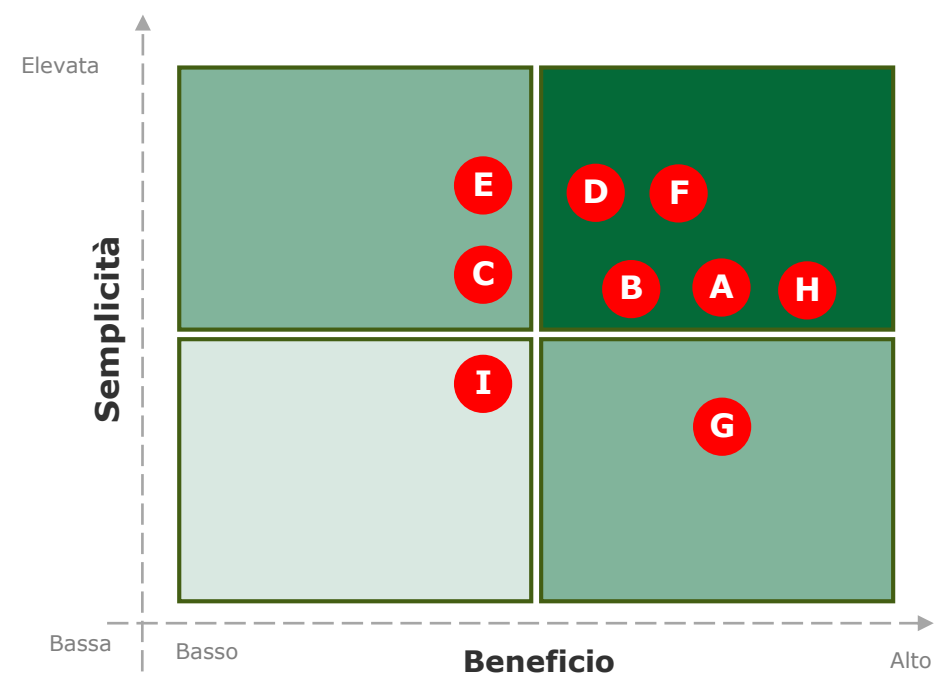 Elevata
Semplicità
E
D
F
C
B
A
H
I
G
Bassa
Basso
Beneficio
Alto